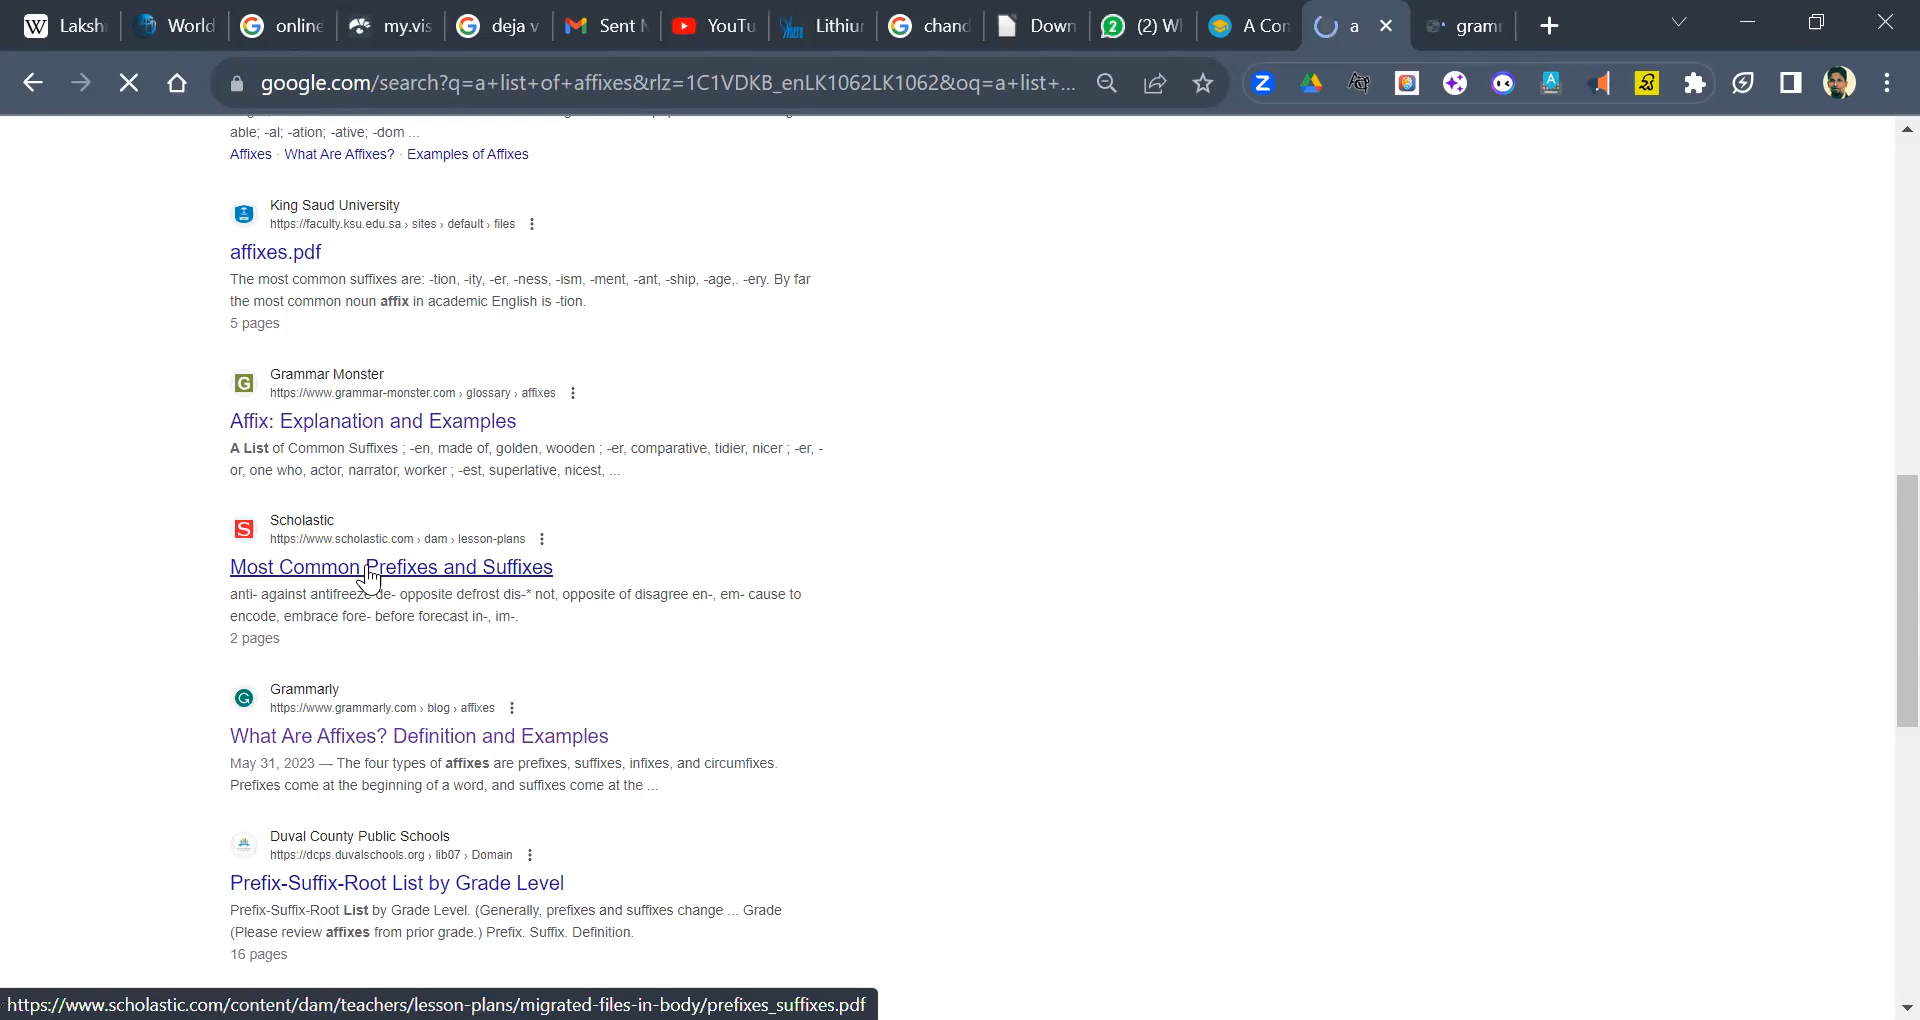 Laksh
World
online
my.vis
deja v
Sent
YouTu
Lithiur
chand
Down
(2) W
A Con
a
gramr
google.com/search?q=a+list+of+affixes&rlz=1C1VDKB_enLK1062LK1062&oq=a+list+...
able; -al; -ation; -ative; -dom ...
Affixes · What Are Affixes? · Examples of Affixes
King Saud University
https://faculty.ksu.edu.sa › sites › default › files
affixes.pdf
The most common suffixes are: -tion, -ity, -er, -ness, -ism, -ment, -ant, -ship, -age,. -ery. By far
the most common noun affix in academic English is -tion.
5 pages
Grammar Monster
https://www.grammar-monster.com › glossary › affixes
Affix: Explanation and Examples
A List of Common Suffixes ; -en, made of, golden, wooden ; -er, comparative, tidier, nicer ; -er, -
or, one who, actor, narrator, worker ; -est, superlative, nicest, ...
Scholastic
https://www.scholastic.com › dam › lesson-plans
Most Common Prefixes and Suffixes
anti- against antifreeze de- opposite defrost dis-* not, opposite of disagree en-, em- cause to
encode, embrace fore- before forecast in-, im-.
2 pages
Grammarly
https://www.grammarly.com › blog › affixes
What Are Affixes? Definition and Examples
May 31, 2023 — The four types of affixes are prefixes, suffixes, infixes, and circumfixes.
Prefixes come at the beginning of a word, and suffixes come at the ...
Duval County Public Schools
https://dcps.duvalschools.org › lib07 › Domain
Prefix-Suffix-Root List by Grade Level
Prefix-Suffix-Root List by Grade Level. (Generally, prefixes and suffixes change ... Grade
(Please review affixes from prior grade.) Prefix. Suffix. Definition.
16 pages
https://www.scholastic.com/content/dam/teachers/lesson-plans/migrated-files-in-body/prefixes_suffixes.pdf